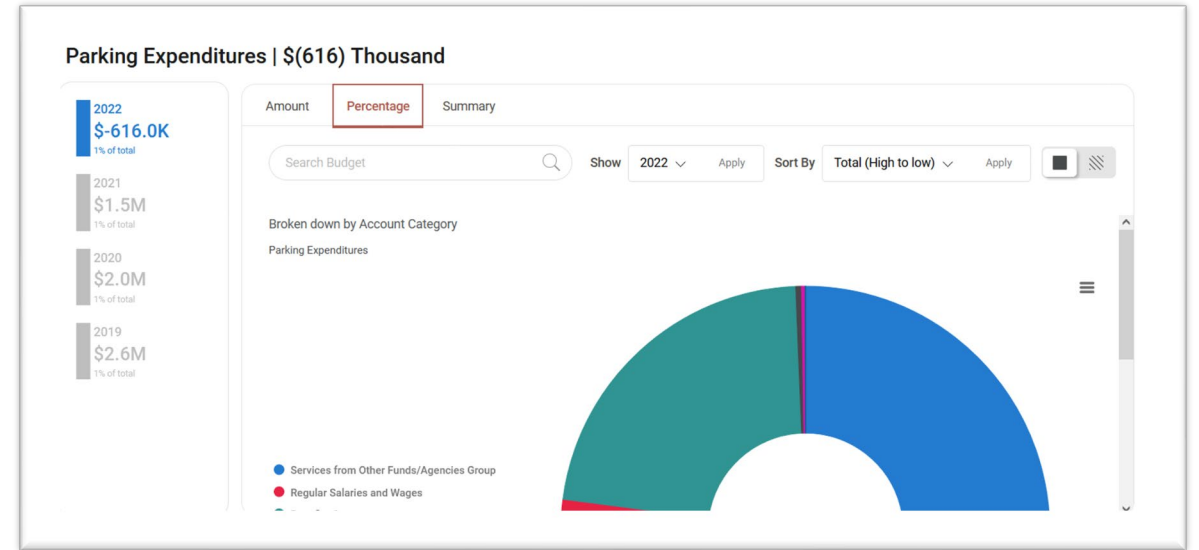 Parking Expenditures | $(616) Thousand
2022
$-616.0K
1% of total
2021
$1.5M
1% of total
2020
$2.0M
1% of total
2019
$2.6M
1% of total
Amount Percentage Summary
Search Budget Show 2022 Apply Sort By Total (High to low) Apply
Broken down by Account Category
Parking Expenditures
Services from Other Funds/Agencies Group
Regular Salaries and Wages